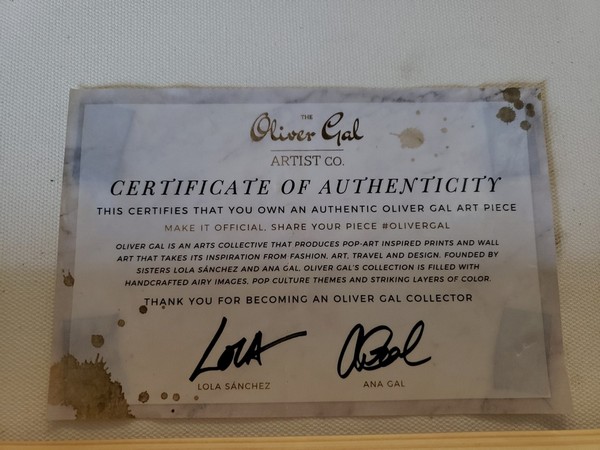 THE
Oliver Gal
ARTIST CO.
CERTIFICATE OF AUTHENTICITY
THIS CERTIFIES THAT YOU OWN AN AUTHENTIC OLIVER GAL ART PIECE
MAKE IT OFFICIAL, SHARE YOUR PIECE #OLIVERGAL
OLIVER GAL IS AN ARTS COLLECTIVE THAT PRODUCES POP-ART INSPIRED PRINTS AND WALL
ART THAT TAKES ITS INSPIRATION FROM FASHION, ART, TRAVEL AND DESIGN. FOUNDED BY
SISTERS LOLA SÁNCHEZ AND ANA GAL, OLIVER GAL'S COLLECTION IS FILLED WITH
HANDCRAFTED AIRY IMAGES, POP CULTURE THEMES AND STRIKING LAYERS OF COLOR.
THANK YOU FOR BECOMING AN OLIVER GAL COLLECTOR
LOLA
LOLA SÁNCHEZ
ANA GAL